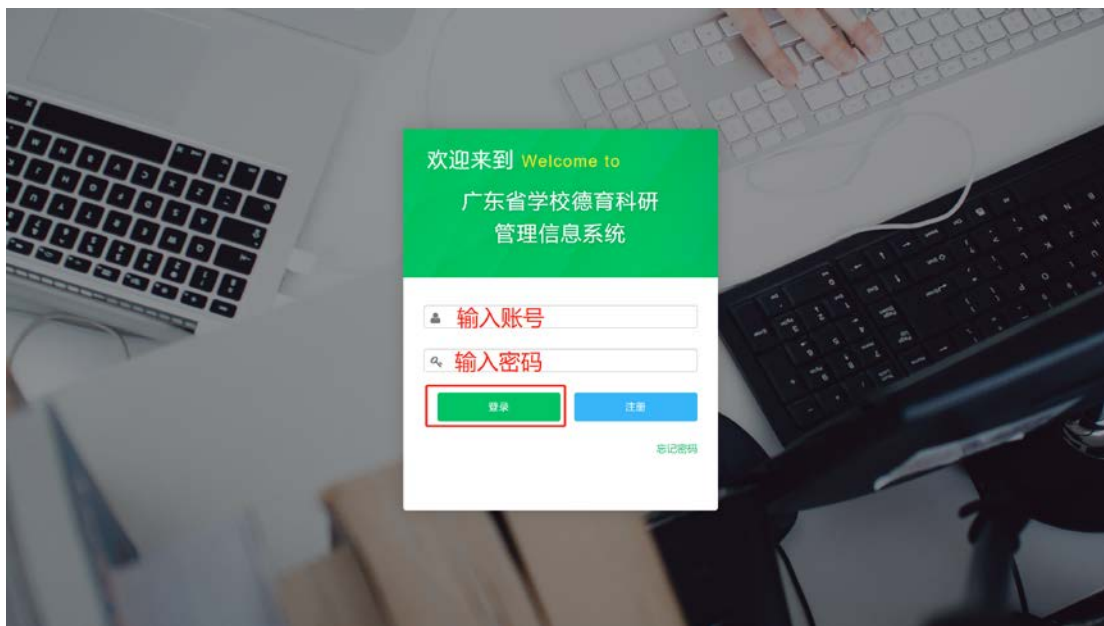 欢迎来到 Welcome to
广东省学校德育科研
管理信息系统
输入账号
输入密码
登录 注册
忘记密码